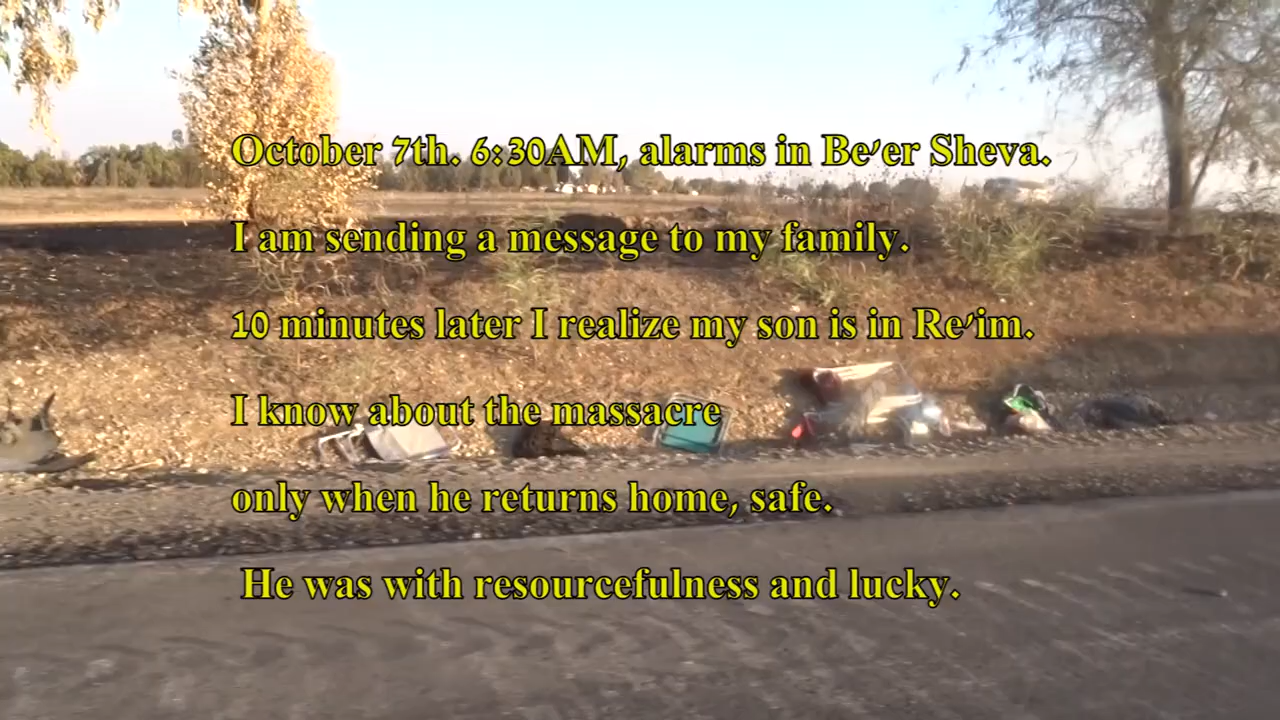 October 7th. 6:30AM, alarms in Be'er Sheva.
I am sending a message to my family.
10 minutes later I realize my son is in Re'im.
I know about the massacre
only when he returns home, safe.
He was with resourcefulness and lucky.